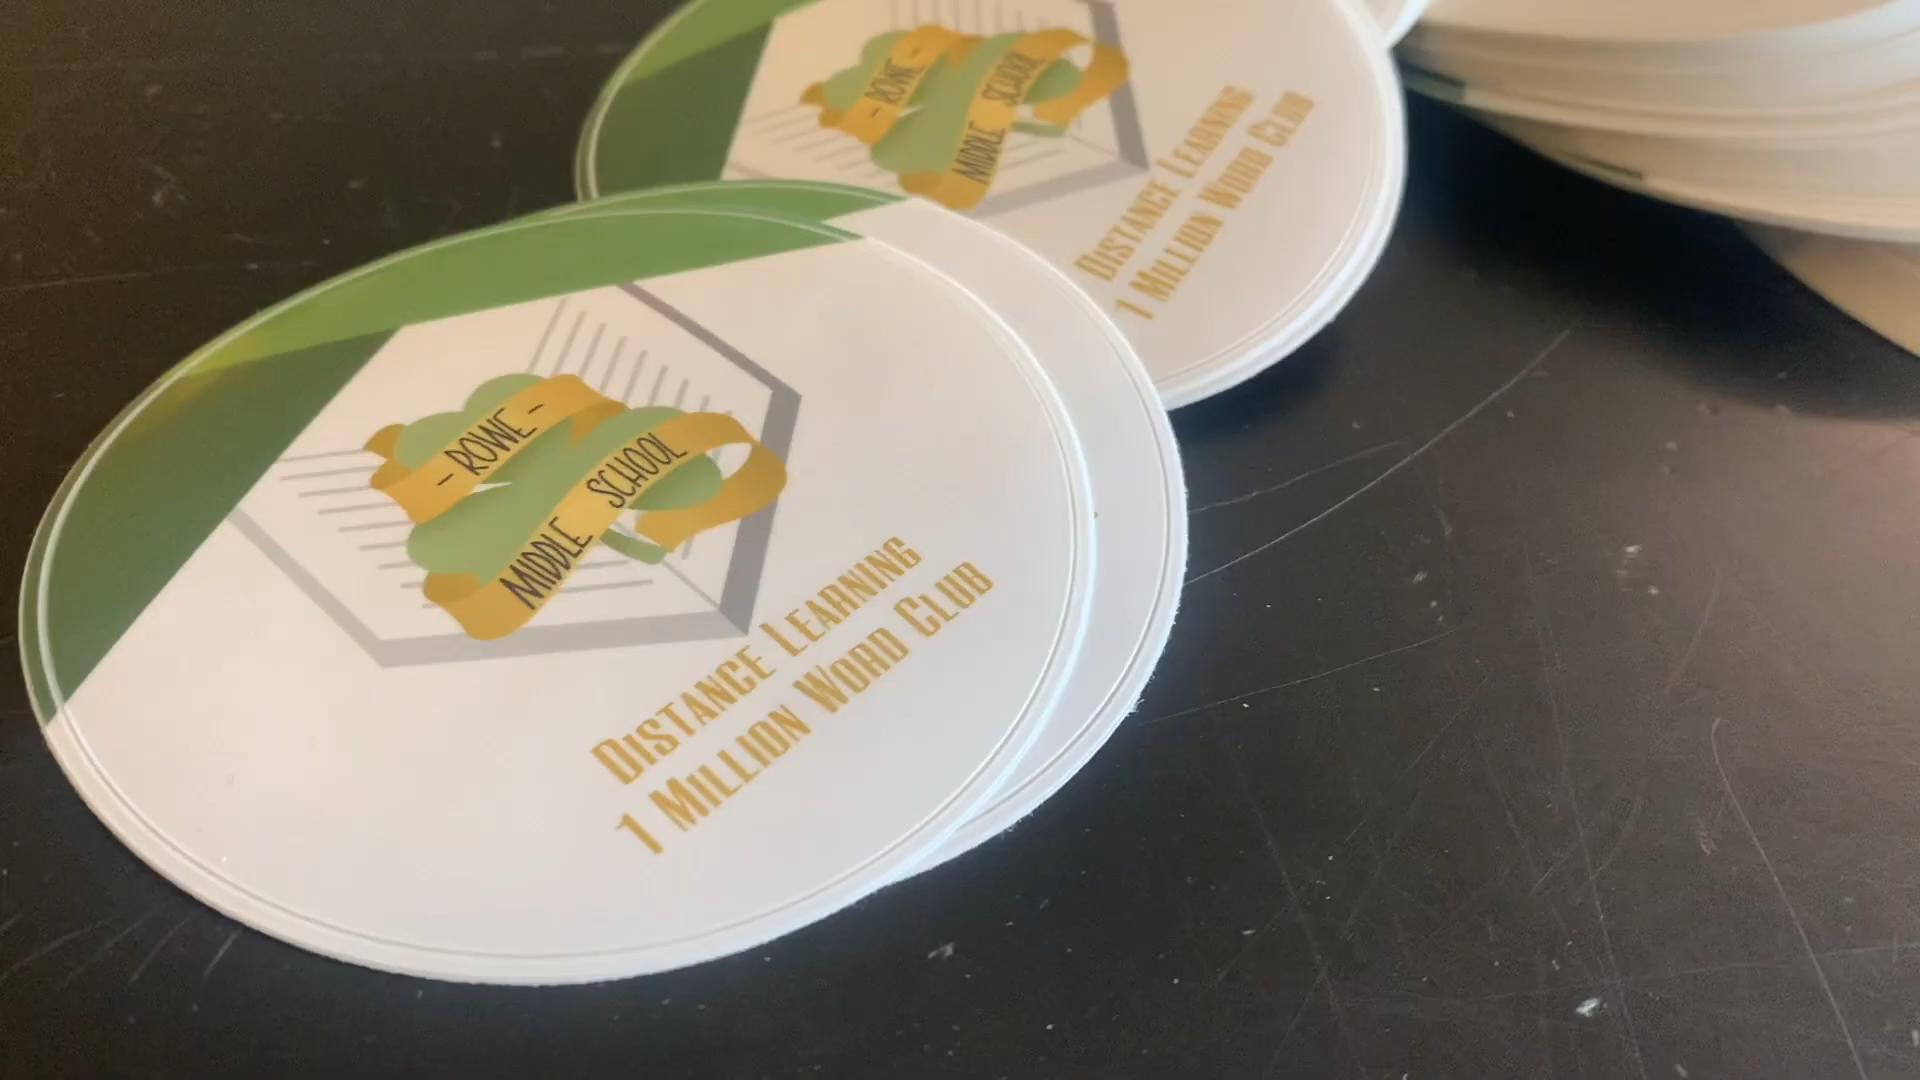 - ROWE -
MIDDLE SCHOOL
DISTANCE LEARNING
1 MILLION WORD CLUB
- ROWE -
MIDDLE SCHOOL
DISTANCE LEARNING
1 MILLION WORD CLUB